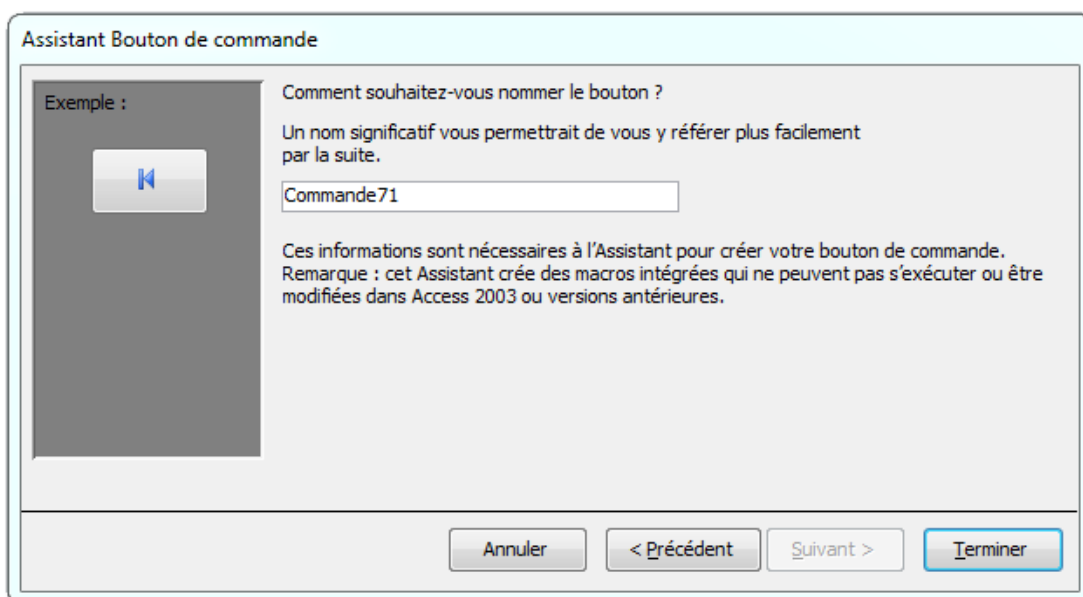 Assistant Bouton de commande
Exemple :
Comment souhaitez-vous nommer le bouton ?
Un nom significatif vous permettrait de vous y référer plus facilement
par la suite.
Commande71
Ces informations sont nécessaires à l'Assistant pour créer votre bouton de commande.
Remarque : cet Assistant crée des macros intégrées qui ne peuvent pas s'exécuter ou être
modifiées dans Access 2003 ou versions antérieures.
Annuler
< Précédent
Suivant >
Terminer